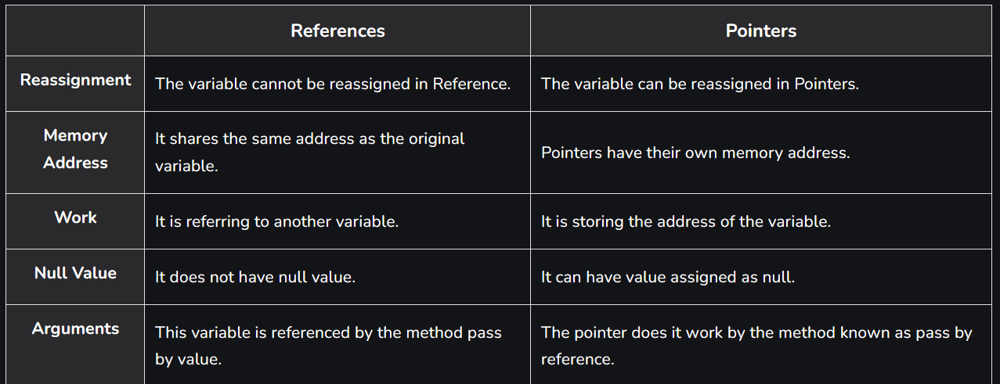 References
Pointers
Reassignment
The variable cannot be reassigned in Reference.
The variable can be reassigned in Pointers.
Memory
Address
It shares the same address as the original
variable.
Pointers have their own memory address.
Work
It is referring to another variable.
It is storing the address of the variable.
Null Value
It does not have null value.
It can have value assigned as null.
Arguments
This variable is referenced by the method pass
by value.
The pointer does it work by the method known as pass by
reference.